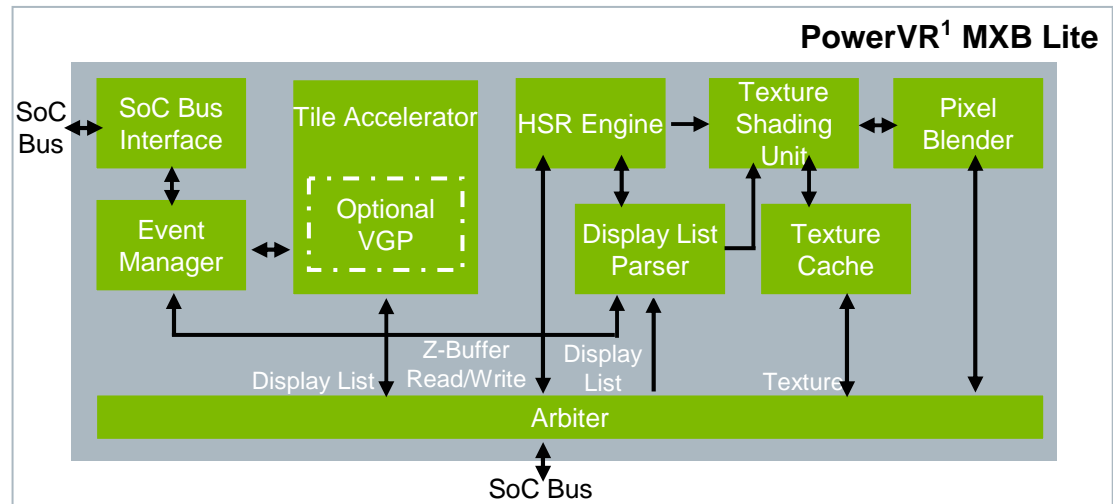 PowerVR¹ MXB Lite
SoC
Bus
SoC Bus
Interface
Tile Accelerator
HSR Engine
Texture
Shading
Unit
Pixel
Blender
Event
Manager
Optional
VGP
Display List
Parser
Texture
Cache
Z-Buffer
Read/Write
Display List
Display
List
Texture
Arbiter
SoC Bus